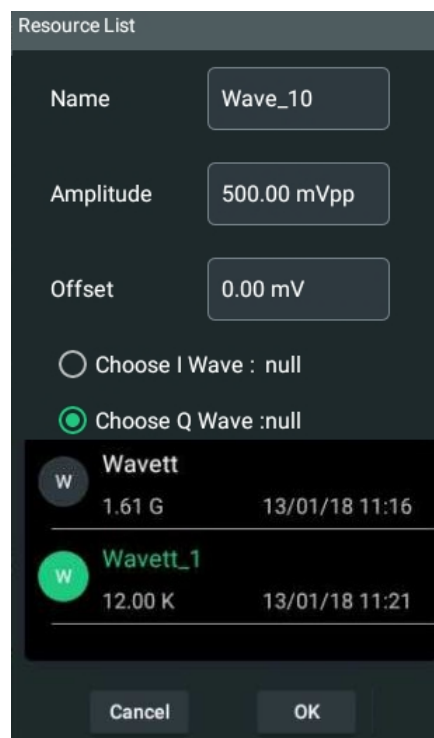 Resource List
Name Wave_10
Amplitude 500.00 mVpp
Offset 0.00 mV
Choose I Wave : null
Choose Q Wave :null
W Wavett
1.61 G 13/01/18 11:16
W Wavett_1
12.00 K 13/01/18 11:21
Cancel OK